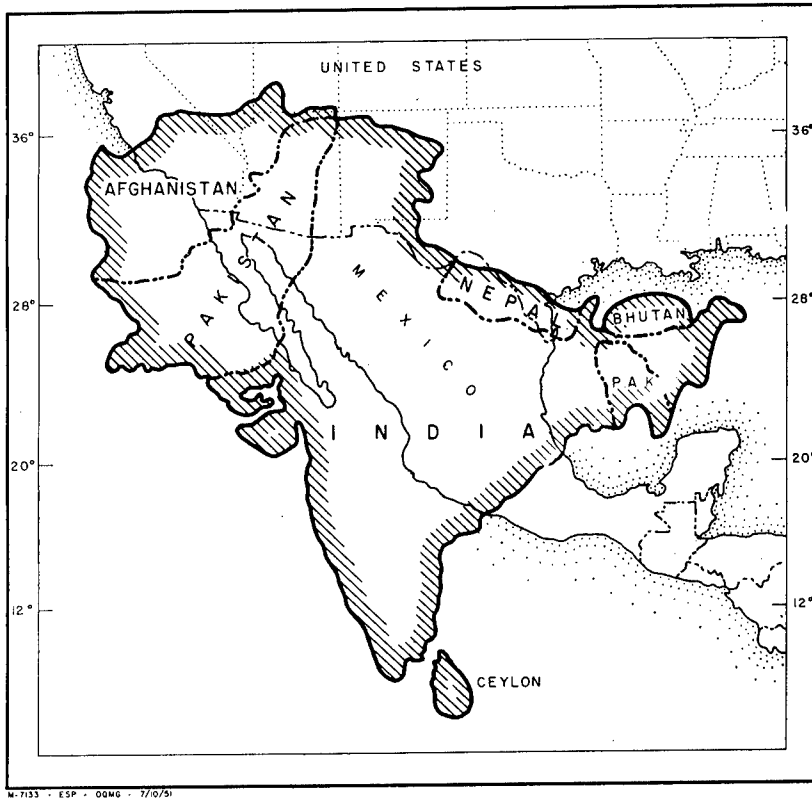 UNITED STATES
36°
36°
AFGHANISTAN
PAKISTAN
MEXICO
NEPAL
28°
28°
BHUTAN
PAK
INDIA
20°
20°
12°
12°
CEYLON
M-7133 - ESP - OQMG - 7/10/51